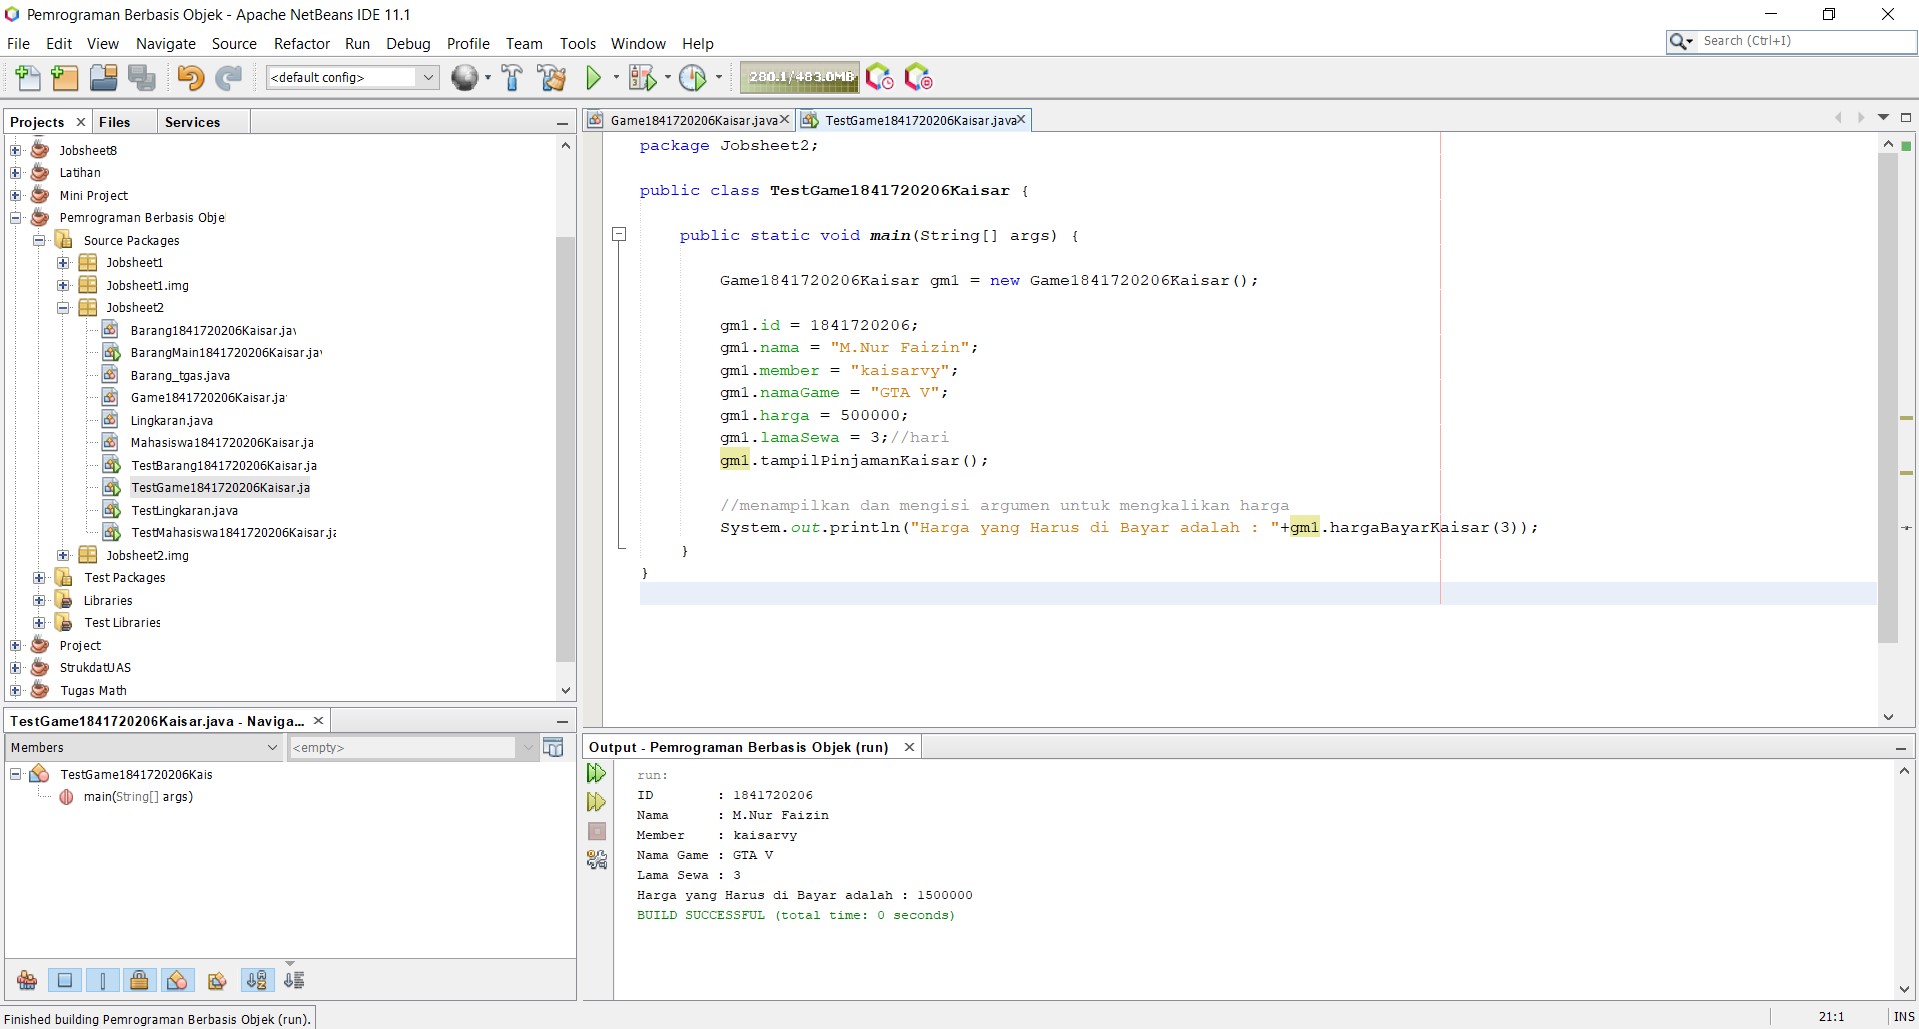 Pemrograman Berbasis Objek - Apache NetBeans IDE 11.1
File Edit View Navigate Source Refactor Run Debug Profile Team Tools Window Help
Search (Ctrl+I)
<default config>
280.1/483.0MB
Projects
Files
Services
Jobsheet8
Latihan
Mini Project
Pemrograman Berbasis Obje
Source Packages
Jobsheet1
Jobsheet1.img
Jobsheet2
Barang1841720206Kaisar.jav
BarangMain1841720206Kaisar.jav
Barang_tgas.java
Game1841720206Kaisar.ja
Lingkaran.java
Mahasiswa1841720206Kaisar.ja
TestBarang1841720206Kaisar.ja
TestGame1841720206Kaisar.ja
TestLingkaran.java
TestMahasiswa1841720206Kaisar.ja
Jobsheet2.img
Test Packages
Libraries
Test Libraries
Project
StrukdatUAS
Tugas Math
TestGame1841720206Kaisar.java - Naviga...
Members
<empty>
TestGame1841720206Kais
main(String[] args)
Game1841720206Kaisar.java
TestGame1841720206Kaisar.java
package Jobsheet2;
public class TestGame1841720206Kaisar {
public static void main(String[] args) {
Game1841720206Kaisar gm1 = new Game1841720206Kaisar();
gm1.id = 1841720206;
gm1.nama = "M.Nur Faizin";
gm1.member = "kaisarvy";
gm1.namaGame = "GTA V";
gm1.harga = 500000;
gm1.lamaSewa = 3;//hari
gm1.tampilPinjamanKaisar();
//menampilkan dan mengisi argumen untuk mengkalikan harga
System.out.println("Harga yang Harus di Bayar adalah : "+gm1.hargaBayarKaisar(3));
}
}
Output - Pemrograman Berbasis Objek (run)
run:
ID : 1841720206
Nama : M.Nur Faizin
Member : kaisarvy
Nama Game : GTA V
Lama Sewa : 3
Harga yang Harus di Bayar adalah : 1500000
BUILD SUCCESSFUL (total time: 0 seconds)
Finished building Pemrograman Berbasis Objek (run).
21:1
INS